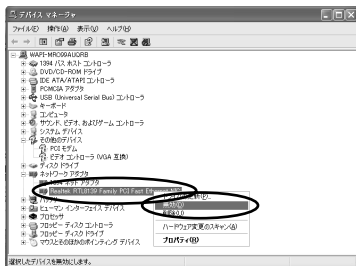 デバイス マネージャ
ファイル(F) 操作(A) 表示(V) ヘルプ(H)
WAPI-MRO99AUQRB
1394 バス ホスト コントローラ
DVD/CD-ROM ドライブ
IDE ATA/ATAPI コントローラ
PCMCIA アダプタ
USB (Universal Serial Bus) コントローラ
キーボード
コンピュータ
サウンド、ビデオ、およびゲーム コントローラ
システム デバイス
その他のデバイス
PCI モデム
ビデオ コントローラ (VGA 互換)
ディスク ドライブ
ネットワーク アダプタ
1394 ネット アダプタ
Realtek RTL8139 Family PCI Fast
無効(D)
削除(U)
ヒューマン インターフェイス デバイス
プロセッサ
フロッピー ディスク コントローラ
ハードウェア変更のスキャン(A)
フロッピー ディスク ドライブ
マウスとそのほかのポインティング デバイス
プロパティ(R)
選択したデバイスを無効にします。